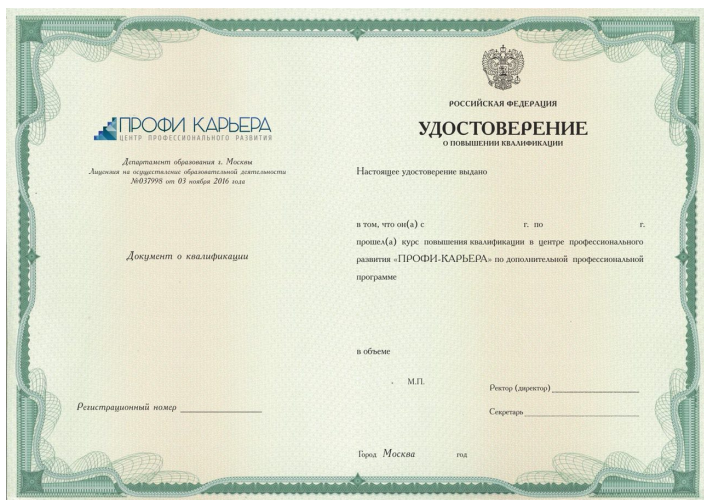 ПРОФИ КАРЬЕРА
ЦЕНТР ПРОФЕССИОНАЛЬНОГО РАЗВИТИЯ
Департамент образования г. Москвы
Лицензия на осуществление образовательной деятельности
№037998 от 03 ноября 2016 года
Документ о квалификации
Регистрационный номер
РОССИЙСКАЯ ФЕДЕРАЦИЯ
УДОСТОВЕРЕНИЕ
О ПОВЫШЕНИИ КВАЛИФИКАЦИИ
Настоящее удостоверение выдано
в том, что он(а) с г. по г.
прошел(а) курс повышения квалификации в центре профессионального
развития «ПРОФИ-КАРЬЕРА» по дополнительной профессиональной
программе
в объеме
М.П.
Ректор (директор)
Секретарь
Город Москва год